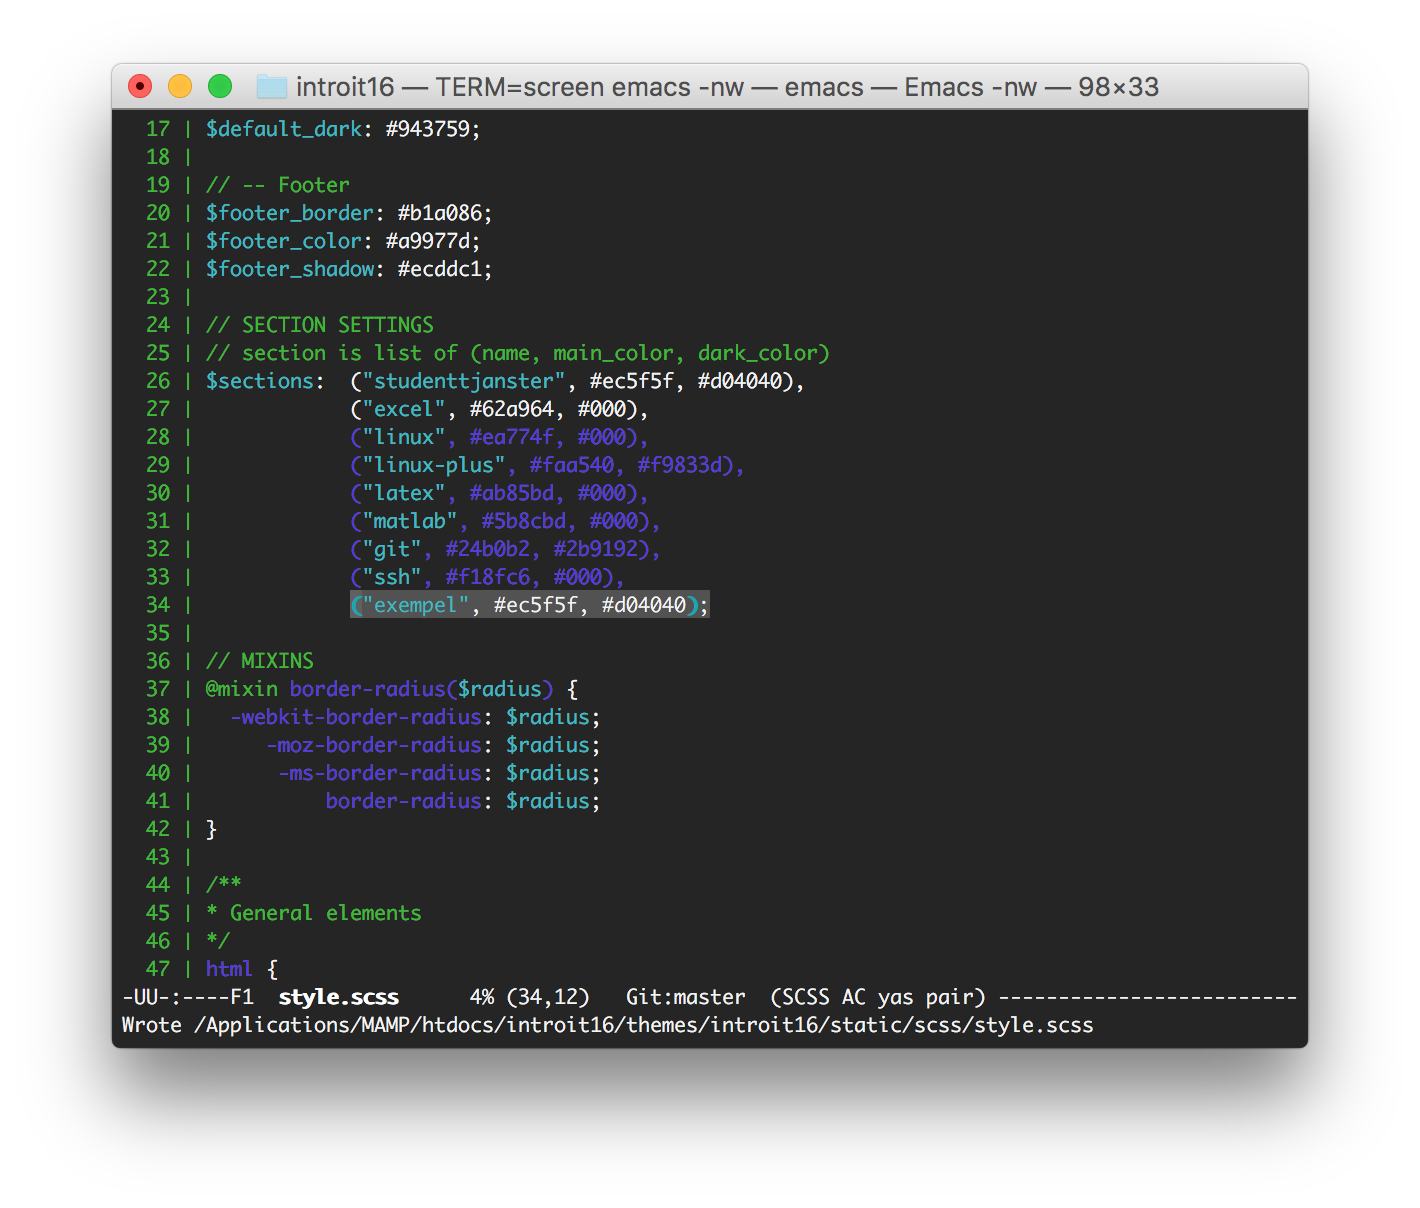 introit16 — TERM=screen emacs -nw — emacs — Emacs -nw — 98×33
17 | $default_dark: #943759;
18 |
19 | // -- Footer
20 | $footer_border: #b1a086;
21 | $footer_color: #a9977d;
22 | $footer_shadow: #ecddc1;
23 |
24 | // SECTION SETTINGS
25 | // section is list of (name, main_color, dark_color)
26 | $sections:  ("studenttjanster", #ec5f5f, #d04040),
27 |             ("excel", #62a964, #000),
28 |             ("linux", #ea774f, #000),
29 |             ("linux-plus", #faa540, #f9833d),
30 |             ("latex", #ab85bd, #000),
31 |             ("matlab", #5b8cbd, #000),
32 |             ("git", #24b0b2, #2b9192),
33 |             ("ssh", #f18fc6, #000),
34 |             ("exempel", #ec5f5f, #d04040);
35 |
36 | // MIXINS
37 | @mixin border-radius($radius) {
38 |   -webkit-border-radius: $radius;
39 |      -moz-border-radius: $radius;
40 |       -ms-border-radius: $radius;
41 |           border-radius: $radius;
42 | }
43 |
44 | /**
45 | * General elements
46 | */
47 | html {
-UU-:----F1  style.scss      4% (34,12)   Git:master  (SCSS AC yas pair) -------------------------
Wrote /Applications/MAMP/htdocs/introit16/themes/introit16/static/scss/style.scss